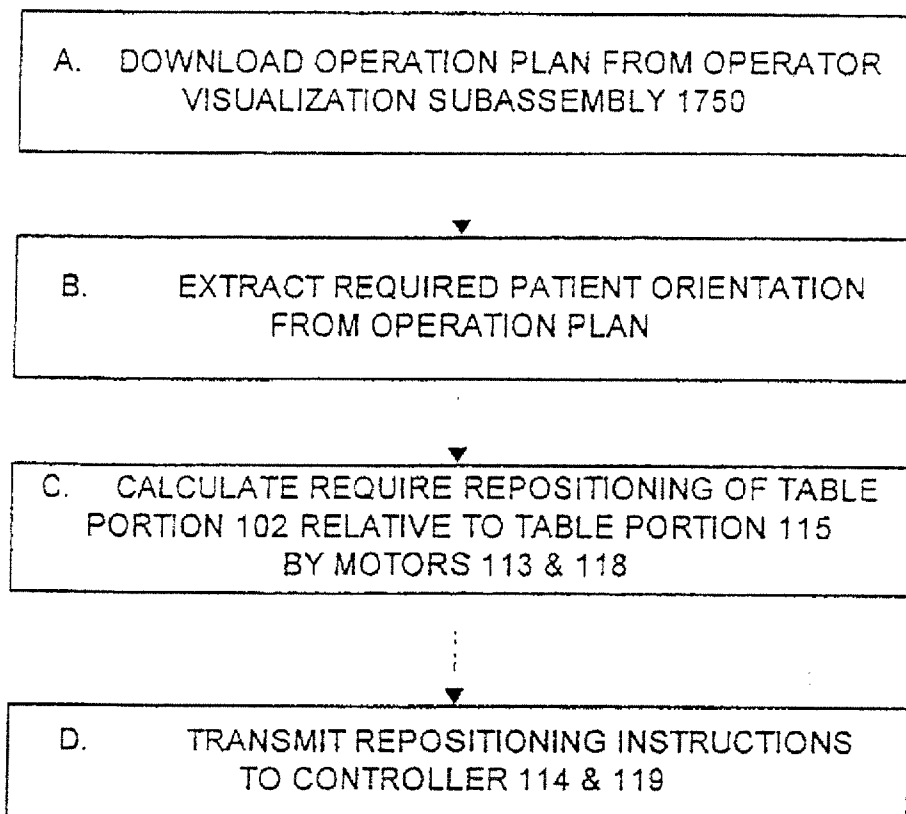 A. DOWNLOAD OPERATION PLAN FROM OPERATOR
VISUALIZATION SUBASSEMBLY 1750
B. EXTRACT REQUIRED PATIENT ORIENTATION
FROM OPERATION PLAN
C. CALCULATE REQUIRE REPOSITIONING OF TABLE
PORTION 102 RELATIVE TO TABLE PORTION 115
BY MOTORS 113 & 118
D. TRANSMIT REPOSITIONING INSTRUCTIONS
TO CONTROLLER 114 & 119